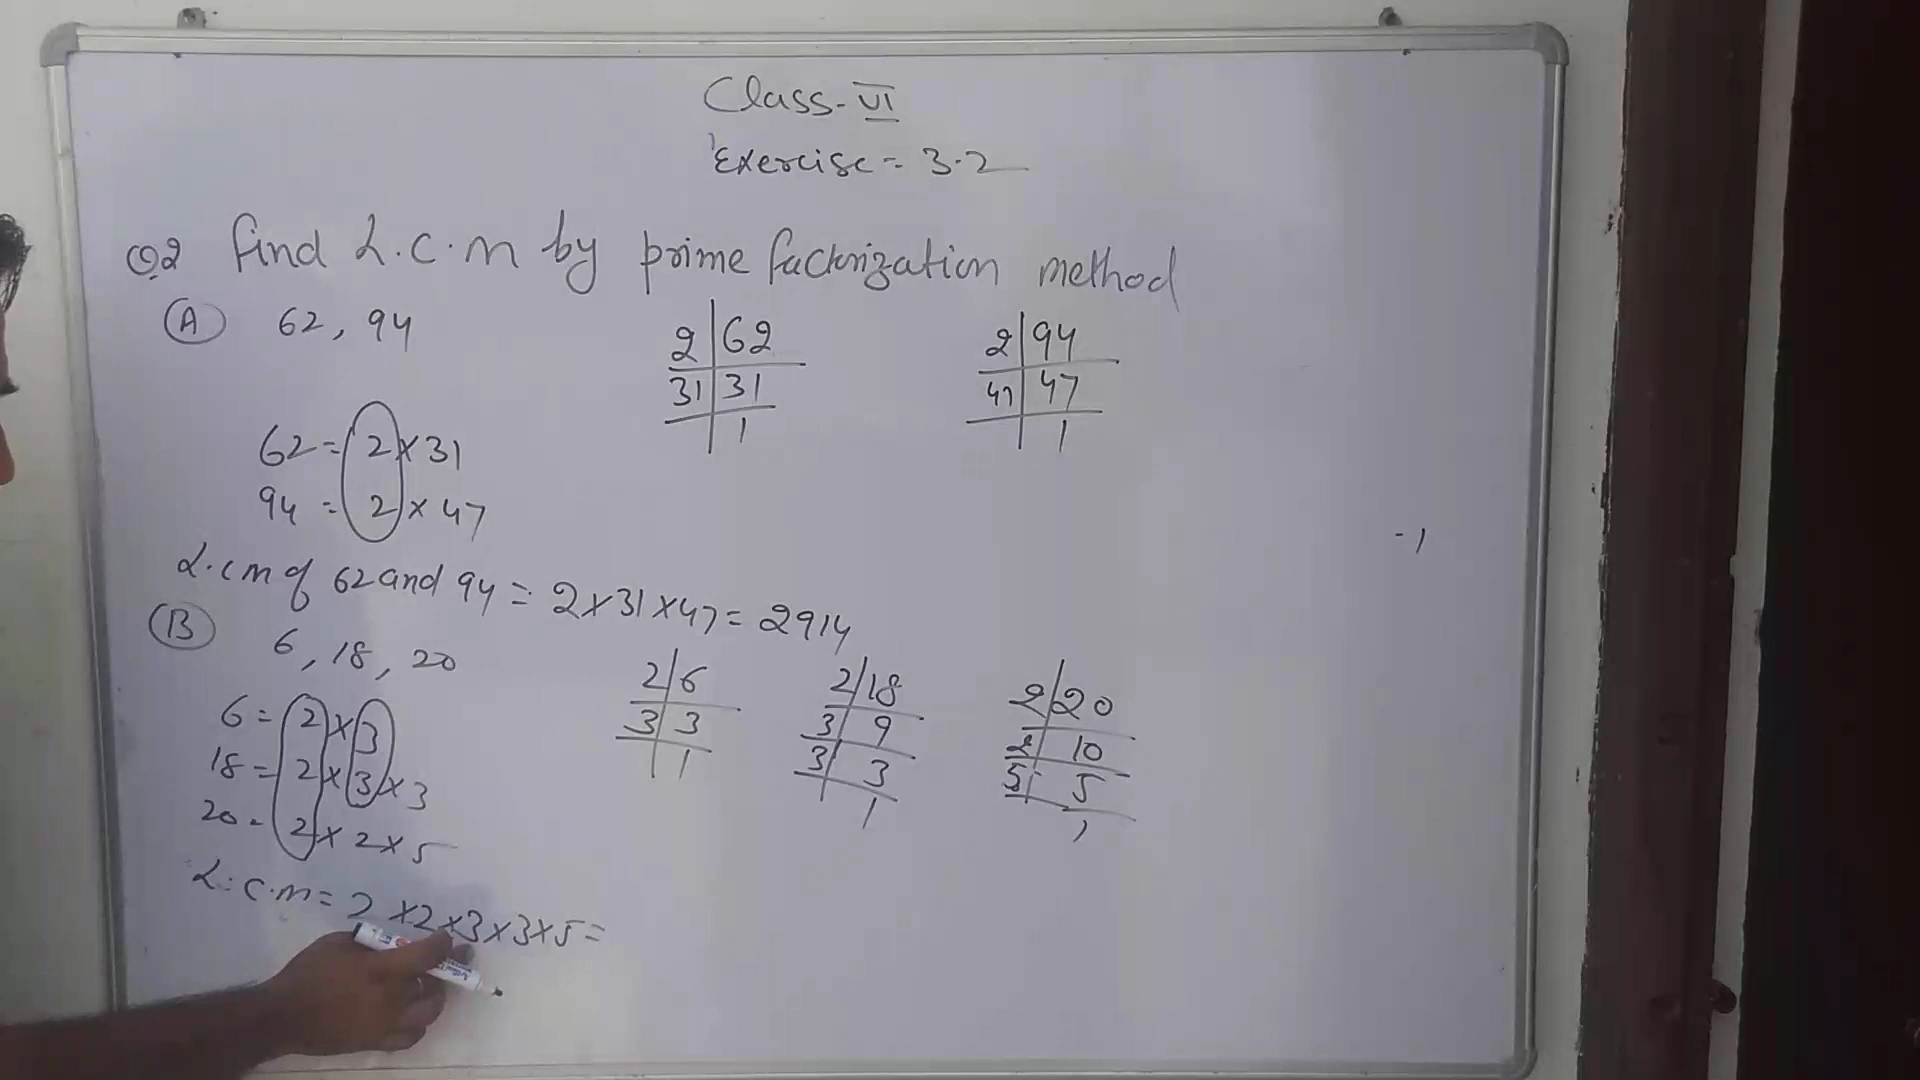 Class-VI
Exercise = 3.2
Q2 find L.C.M by prime factorization method
A 62, 94
2 62
31 31
1
2 94
47 47
1
62 = 2 x 31
94 = 2 x 47
L.cm of 62 and 94 = 2 x 31 x 47 = 2914
B 6, 18, 20
2 6
3 3
1
2 18
3 9
3 3
1
2 20
2 10
5 5
1
6 = 2 x 3
18 = 2 x 3 x 3
20 = 2 x 2 x 5
L.C.M = 2 x 2 x 3 x 3 x 5 =
-1